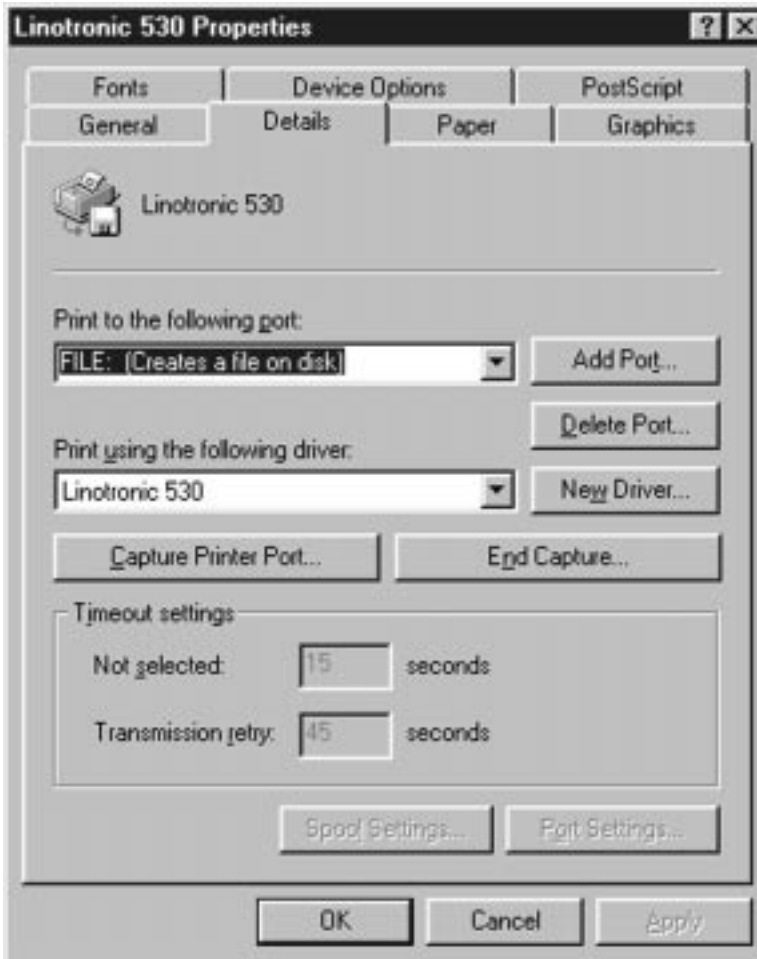 Linotronic 530 Properties
Fonts Device Options PostScript
General Details Paper Graphics
Linotronic 530
Print to the following port:
FILE: (Creates a file on disk) Add Port...
Delete Port...
Print using the following driver:
Linotronic 530 New Driver...
Capture Printer Port... End Capture...
Timeout settings
Not selected: 15 seconds
Transmission retry: 45 seconds
Spool Settings... Port Settings...
OK Cancel Apply